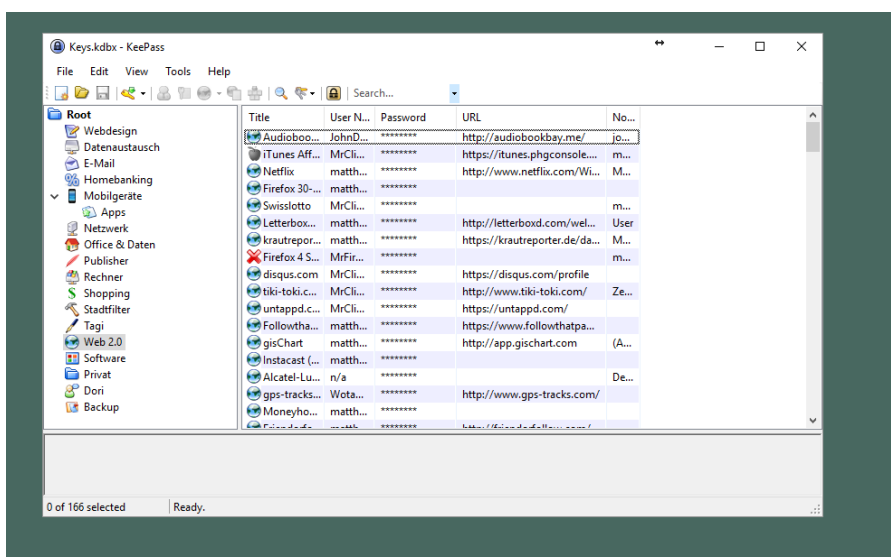 Keys.kdbx - KeePass
File Edit View Tools Help
Search...
Root
Webdesign
Datenaustausch
E-Mail
Homebanking
Mobilgeräte
Apps
Netzwerk
Office & Daten
Publisher
Rechner
Shopping
Stadtfilter
Tagi
Web 2.0
Software
Privat
Dori
Backup
Title User N... Password URL No...
Audioboo... JohnD... ******** http://audiobookbay.me/ jo...
iTunes Aff... MrCli... ******** https://itunes.phgconsole.... m...
Netflix matth... ******** http://www.netflix.com/Wi... M...
Firefox 30-... matth... ********
Swisslotto MrCli... ******** m...
Letterbox... matth... ******** http://letterboxd.com/wel... User
krautrepor... matth... ******** https://krautreporter.de/da... M...
Firefox 4 S... MrFir... ******** m...
disqus.com MrCli... ******** https://disqus.com/profile
tiki-toki.c... MrCli... ******** http://www.tiki-toki.com/ Ze...
untappd.c... MrCli... ******** https://untappd.com/
Followtha... matth... ******** https://www.followthatpa...
gisChart matth... ******** http://app.gischart.com (A...
Instacast (... matth... ********
Alcatel-Lu... n/a ******** De...
gps-tracks... Wota... ******** http://www.gps-tracks.com/
Moneyho... matth... ********
0 of 166 selected Ready.